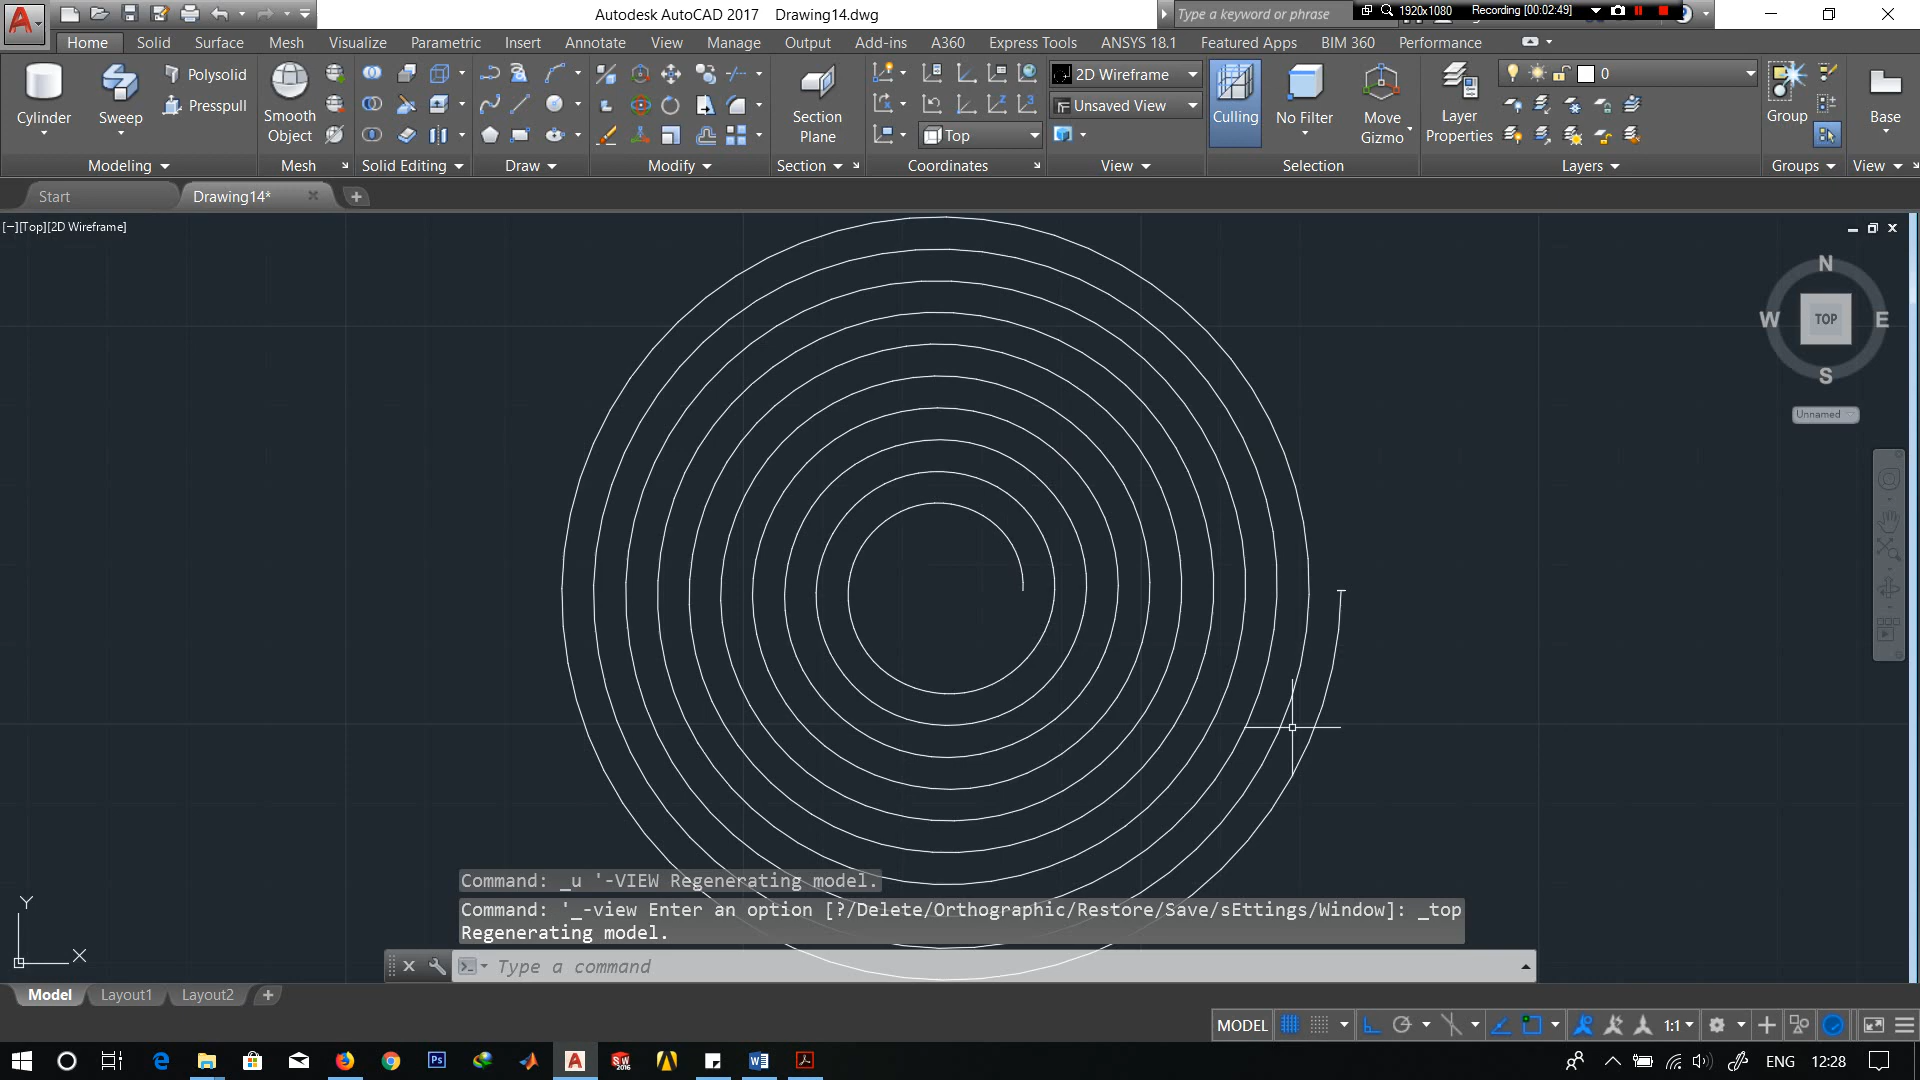 Autodesk AutoCAD 2017 Drawing14.dwg
Type a keyword or phrase
1920x1080 Recording [00:02:49]
Home Solid Surface Mesh Visualize Parametric Insert Annotate View Manage Output Add-ins A360 Express Tools ANSYS 18.1 Featured Apps BIM 360 Performance
Cylinder
Sweep
Polysolid
Presspull
Smooth
Object
Section
Plane
Top
2D Wireframe
Unsaved View
Culling
No Filter
Move
Gizmo
Layer
Properties
0
Group
Base
Modeling Mesh Solid Editing Draw Modify Section Coordinates View Selection Layers Groups View
Start Drawing14*
[−][Top][2D Wireframe]
N
W TOP E
S
Unnamed
Command: _u '-VIEW Regenerating model.
Command: '_-view Enter an option [?/Delete/Orthographic/Restore/Save/sEttings/Window]: _top
Regenerating model.
Y
X
Type a command
Model Layout1 Layout2
MODEL 1:1
ENG 12:28